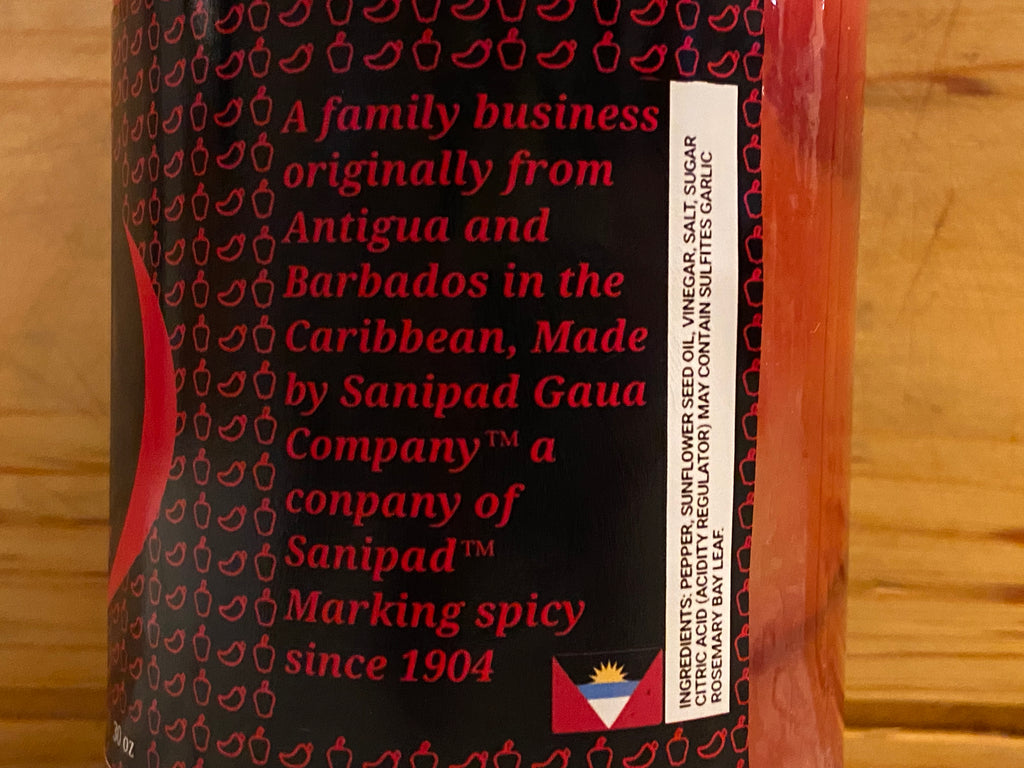 A family business
originally from
Antigua and
Barbados in the
Caribbean, Made
by Sanipad Gaua
Company™ a
conpany of
Sanipad™
Marking spicy
since 1904
INGREDIENTS: PEPPER, SUNFLOWER SEED OIL, VINEGAR, SALT, SUGAR
CITRIC ACID (ACIDITY REGULATOR) MAY CONTAIN SULFITES GARLIC
ROSEMARY BAY LEAF.
30 oz